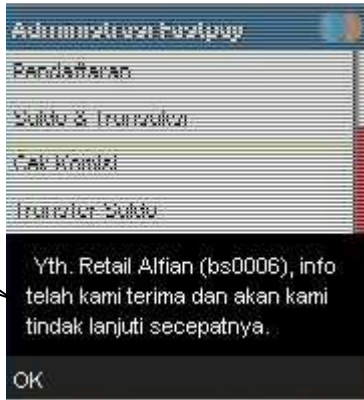 Administrasi Fastpay
Pendaftaran
Saldo & Transaksi
Cek Komisi
Transfer Saldo
Yth. Retail Alfian (bs0006), info
telah kami terima dan akan kami
tindak lanjuti secepatnya.
OK